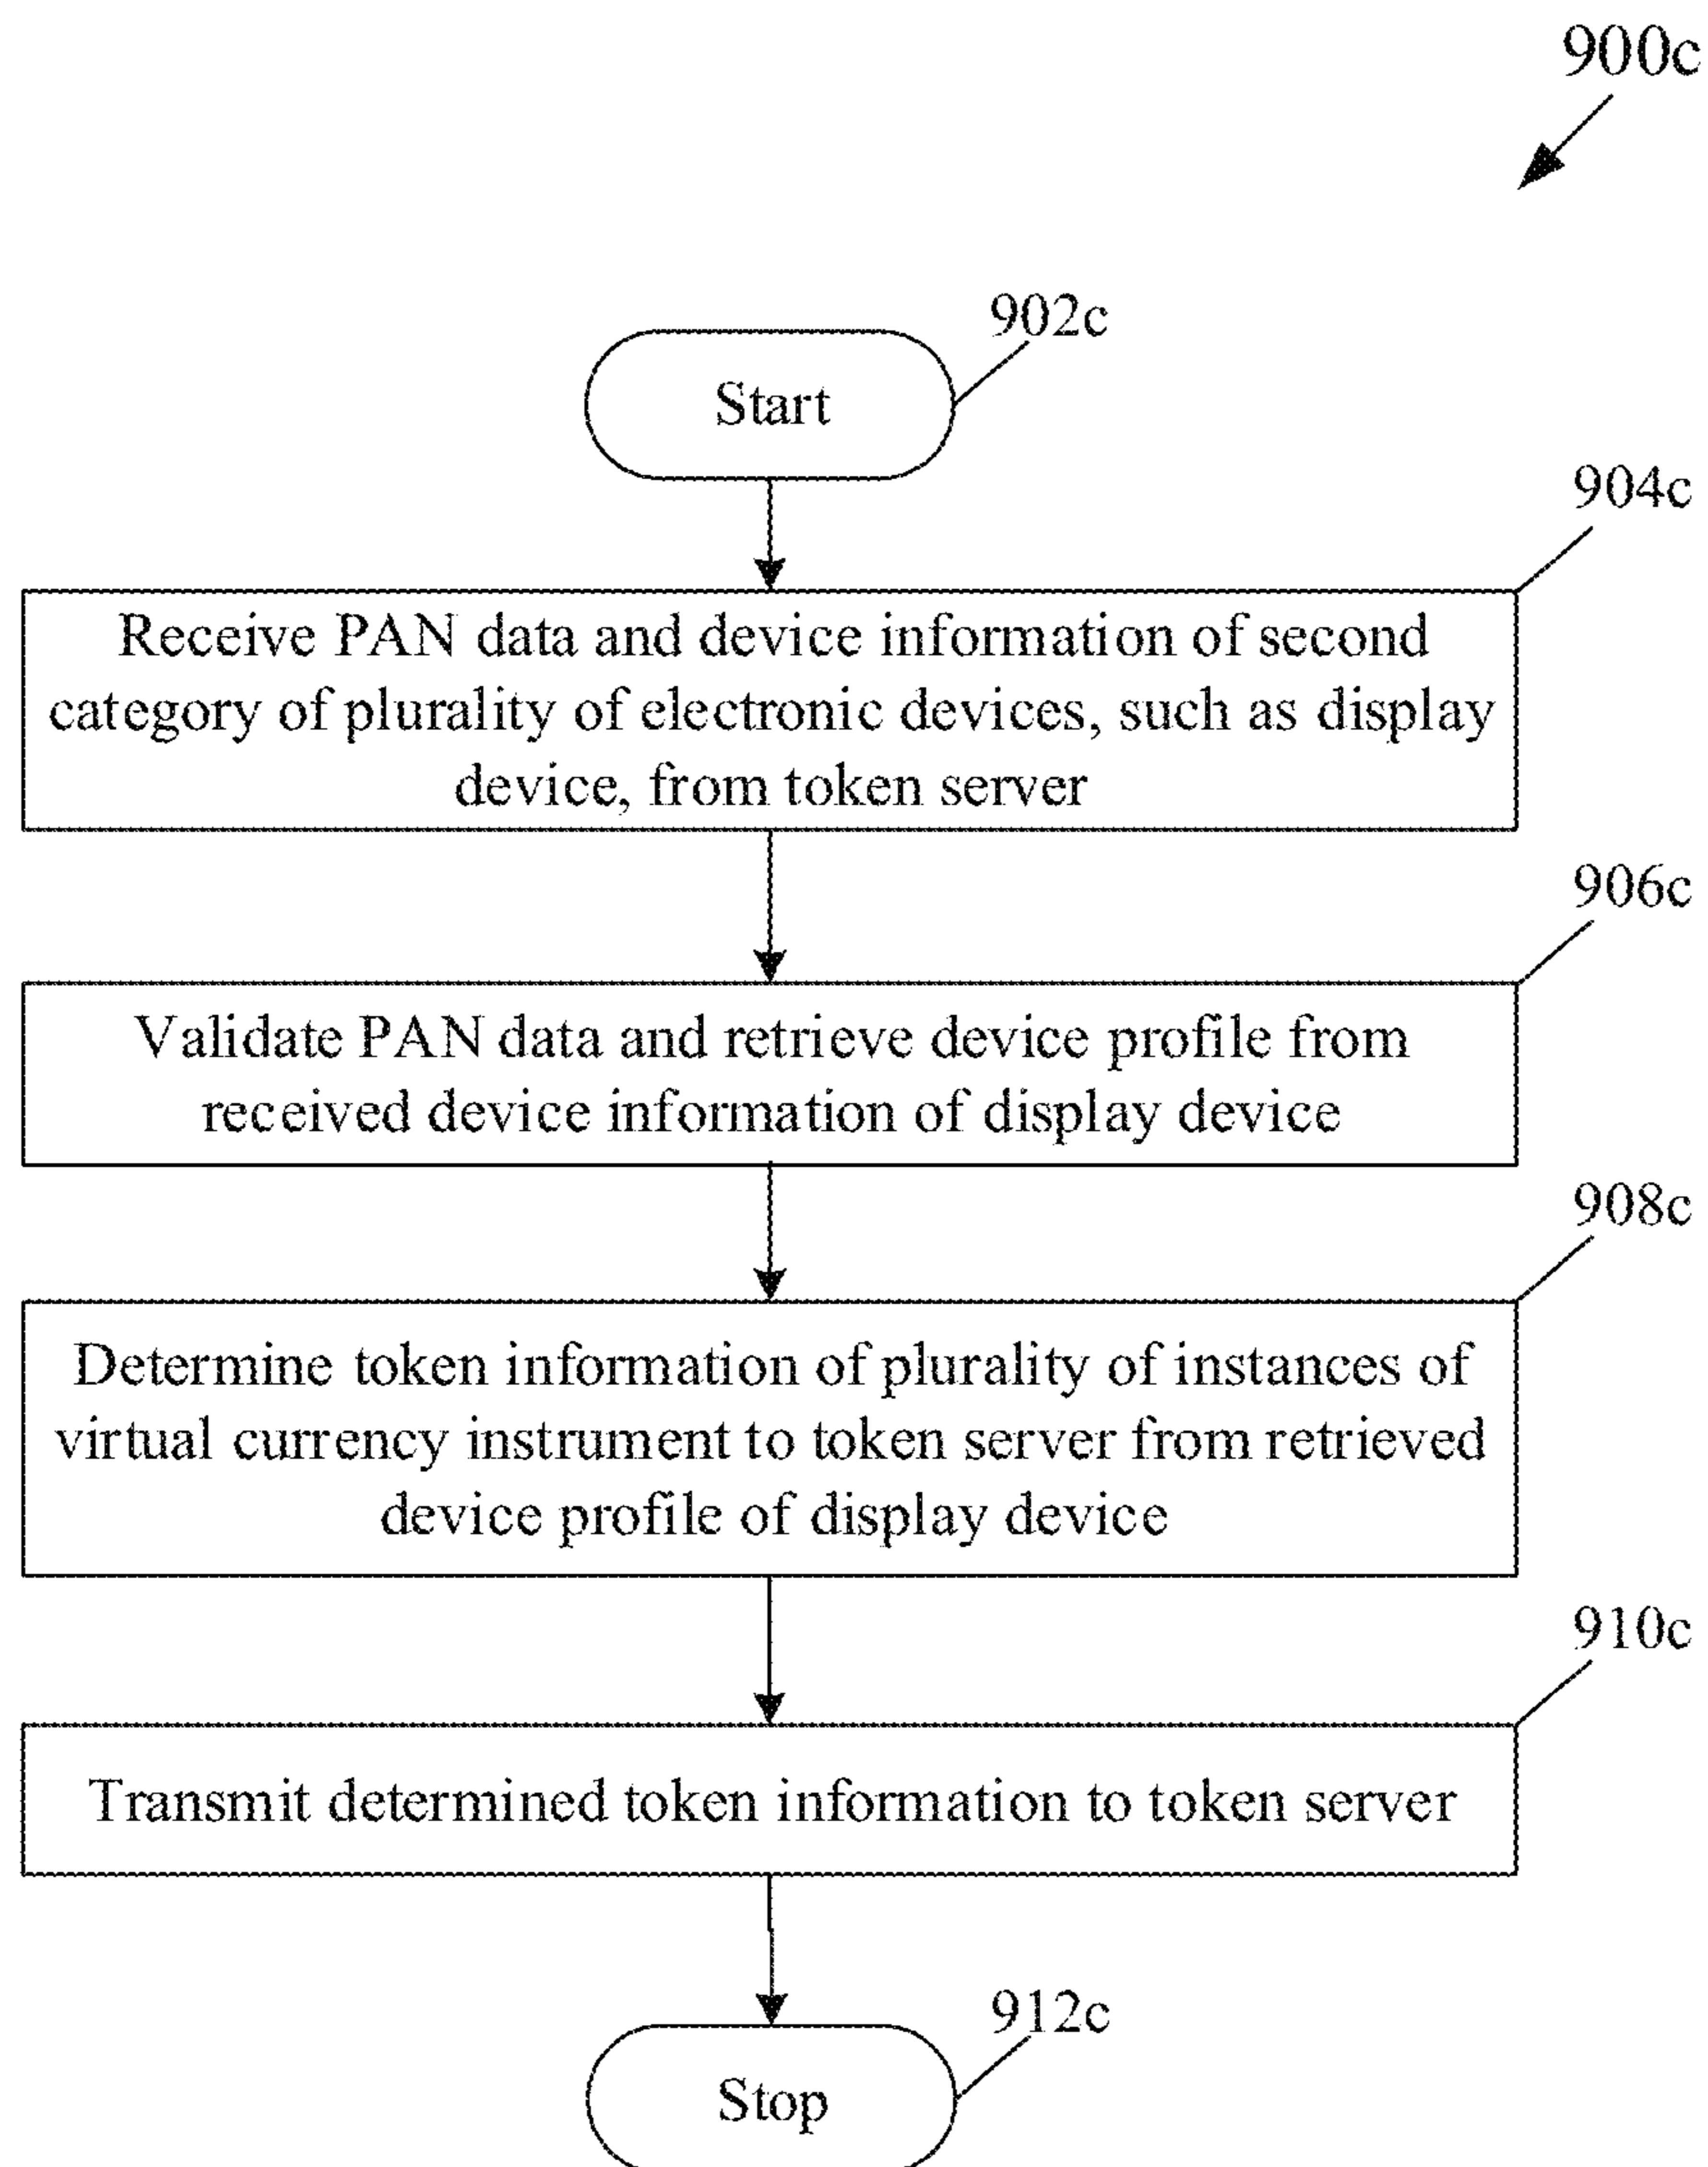 900c
902c
Start
904c
Receive PAN data and device information of second
category of plurality of electronic devices, such as display
device, from token server
906c
Validate PAN data and retrieve device profile from
received device information of display device
908c
Determine token information of plurality of instances of
virtual currency instrument to token server from retrieved
device profile of display device
910c
Transmit determined token information to token server
912c
Stop